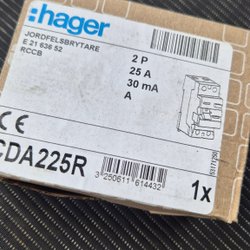 :hager
JORDFELSBRYTARE
E 21 636 52
RCCB
2 P
25 A
30 mA
A
CE
CDA225R
3 250611 614432
1x